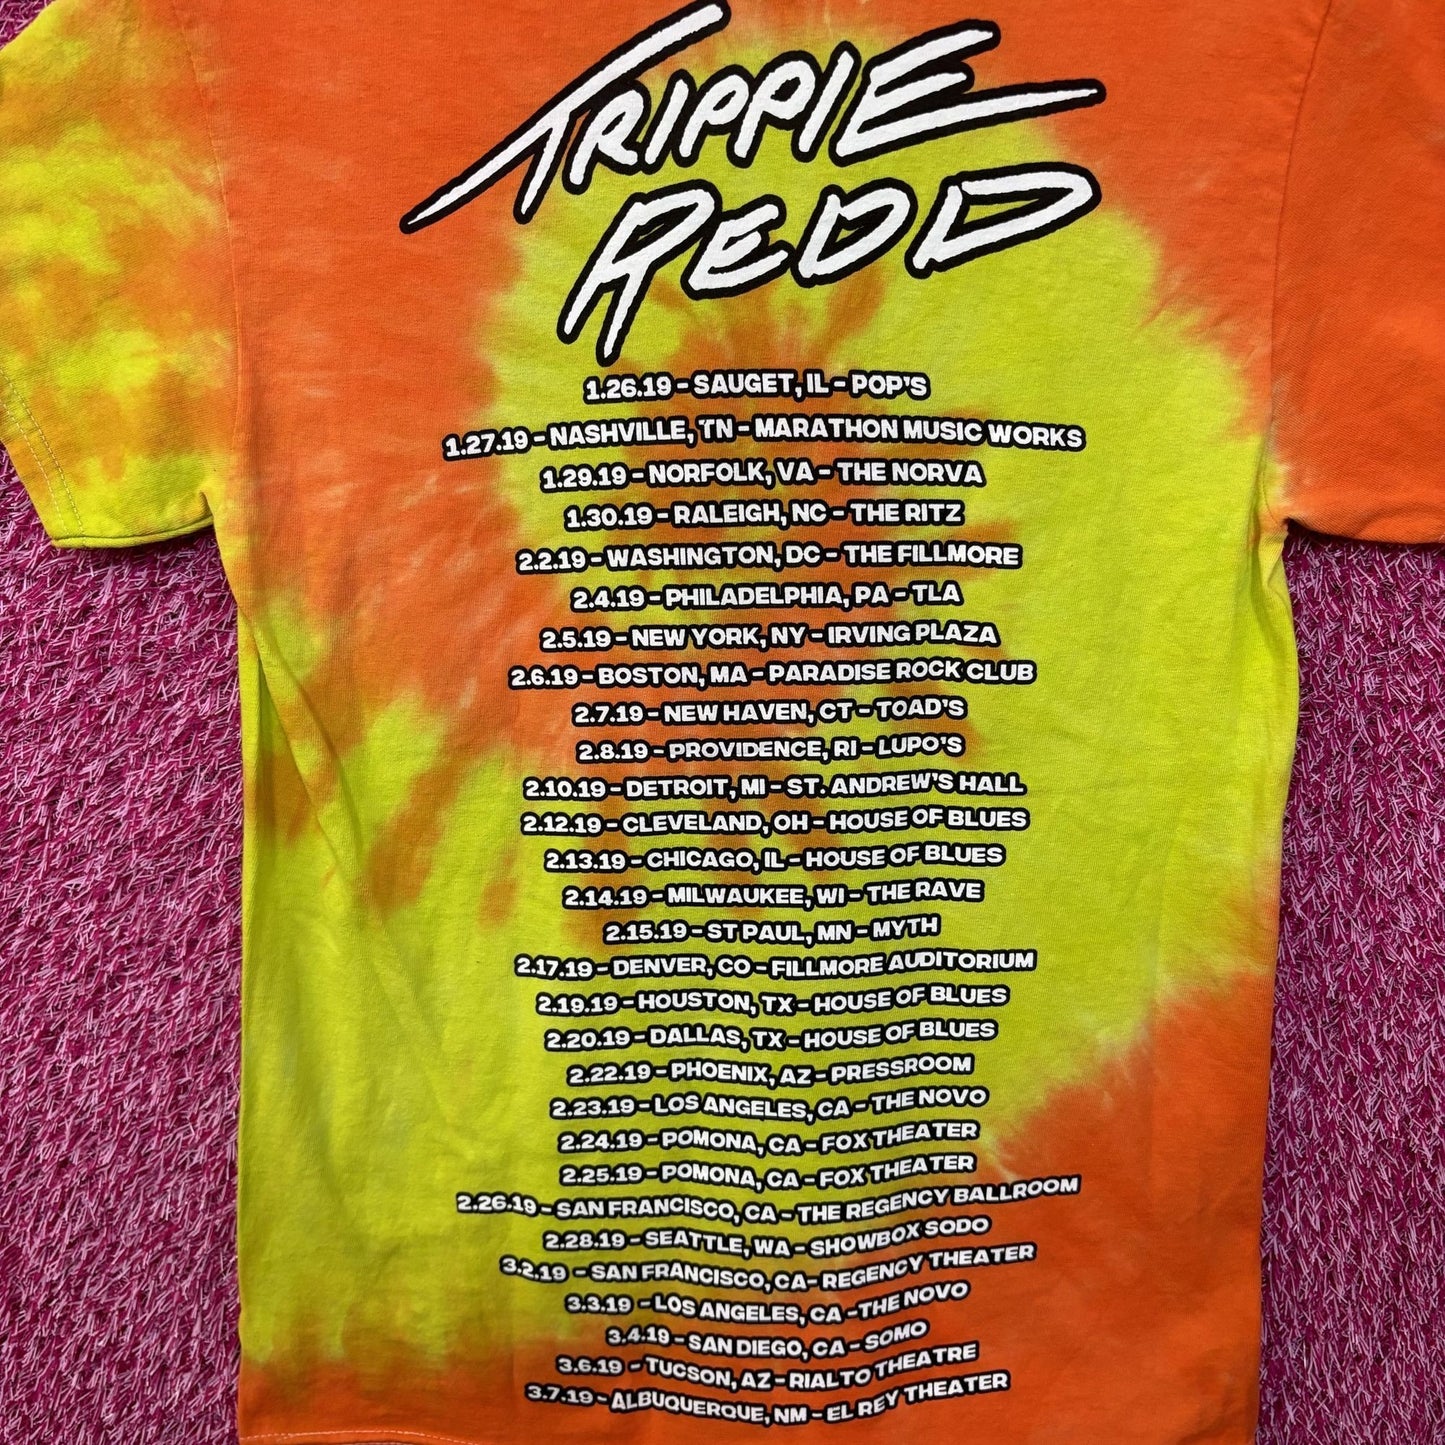 TRIPPIE
REDD
1.26.19 - SAUGET, IL - POP'S
1.27.19 - NASHVILLE, TN - MARATHON MUSIC WORKS
1.29.19 - NORFOLK, VA - THE NORVA
1.30.19 - RALEIGH, NC - THE RITZ
2.2.19 - WASHINGTON, DC - THE FILLMORE
2.4.19 - PHILADELPHIA, PA - TLA
2.5.19 - NEW YORK, NY - IRVING PLAZA
2.6.19 - BOSTON, MA - PARADISE ROCK CLUB
2.7.19 - NEW HAVEN, CT - TOAD'S
2.8.19 - PROVIDENCE, RI - LUPO'S
2.10.19 - DETROIT, MI - ST. ANDREW'S HALL
2.12.19 - CLEVELAND, OH - HOUSE OF BLUES
2.13.19 - CHICAGO, IL - HOUSE OF BLUES
2.14.19 - MILWAUKEE, WI - THE RAVE
2.15.19 - ST PAUL, MN - MYTH
2.17.19 - DENVER, CO - FILLMORE AUDITORIUM
2.19.19 - HOUSTON, TX - HOUSE OF BLUES
2.20.19 - DALLAS, TX - HOUSE OF BLUES
2.22.19 - PHOENIX, AZ - PRESSROOM
2.23.19 - LOS ANGELES, CA - THE NOVO
2.24.19 - POMONA, CA - FOX THEATER
2.25.19 - POMONA, CA - FOX THEATER
2.26.19 - SAN FRANCISCO, CA - THE REGENCY BALLROOM
2.28.19 - SEATTLE, WA - SHOWBOX SODO
3.2.19 - SAN FRANCISCO, CA- REGENCY THEATER
3.3.19 - LOS ANGELES, CA -THE NOVO
3.4.19 - SAN DIEGO, CA - SOMO
3.6.19 - TUCSON, AZ - RIALTO THEATRE
3.7.19 - ALBUQUERQUE, NM - EL REY THEATER